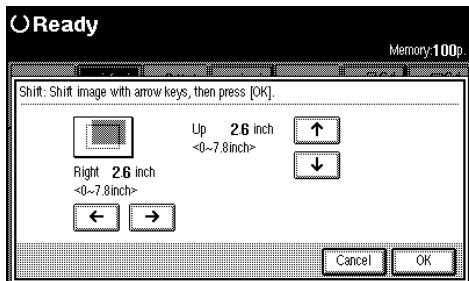 Ready
Memory:100p.
Shift: Shift image with arrow keys, then press [OK].
Up 2.6 inch
<0~7.8inch>
Right 2.6 inch
<0~7.8inch>
Cancel OK